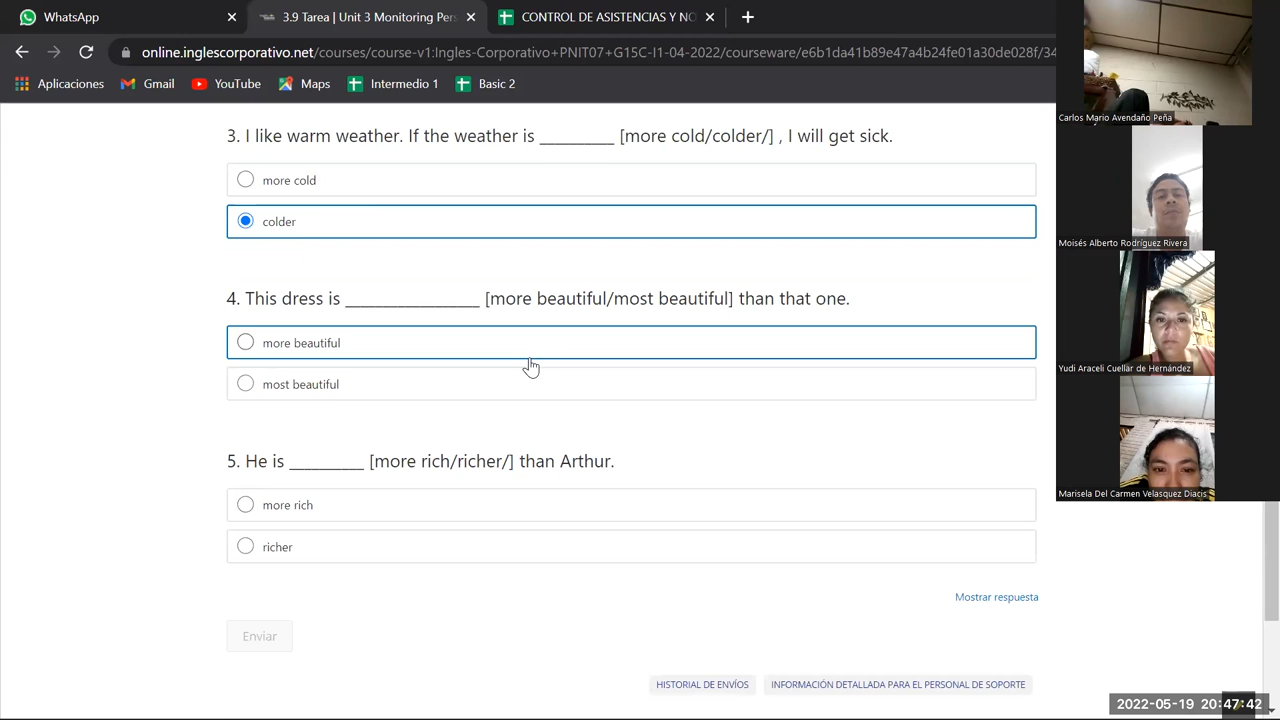 WhatsApp
3.9 Tarea | Unit 3 Monitoring Pers
CONTROL DE ASISTENCIAS Y NO
online.inglescorporativo.net/courses/course-v1:Ingles-Corporativo+PNIT07+G15C-I1-04-2022/courseware/e6b1da41b89e47a4b24fe01a30de028f/34
Aplicaciones
Gmail
YouTube
Maps
Intermedio 1
Basic 2
3. I like warm weather. If the weather is _________ [more cold/colder/] , I will get sick.
more cold
colder
4. This dress is ________________ [more beautiful/most beautiful] than that one.
more beautiful
most beautiful
5. He is _________ [more rich/richer/] than Arthur.
more rich
richer
Mostrar respuesta
Enviar
HISTORIAL DE ENVÍOS
INFORMACIÓN DETALLADA PARA EL PERSONAL DE SOPORTE
Carlos Mario Avendaño Peña
Moisés Alberto Rodríguez Rivera
Yudi Araceli Cuellar de Hernández
Marisela Del Carmen Velasquez Diacis
2022-05-19 20:47:42